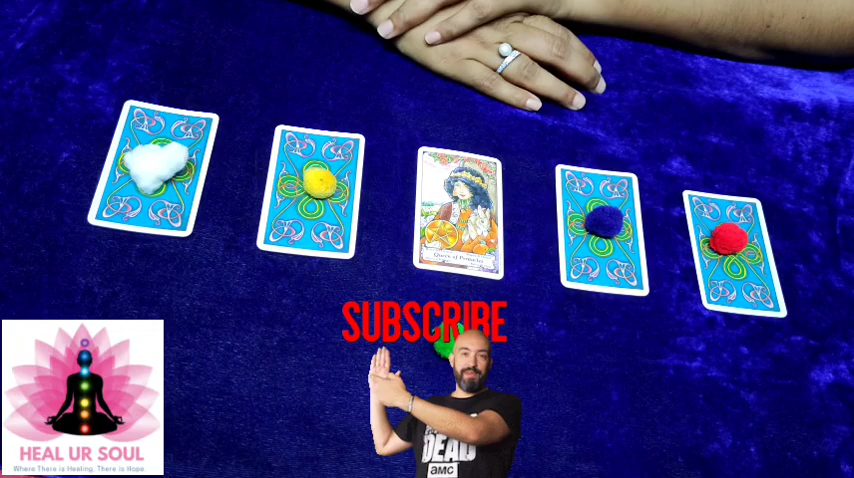 Queen of Pentacles
SUBSCRIBE
HEAL UR SOUL
Where There is Healing, There is Hope.
DEAD
amc